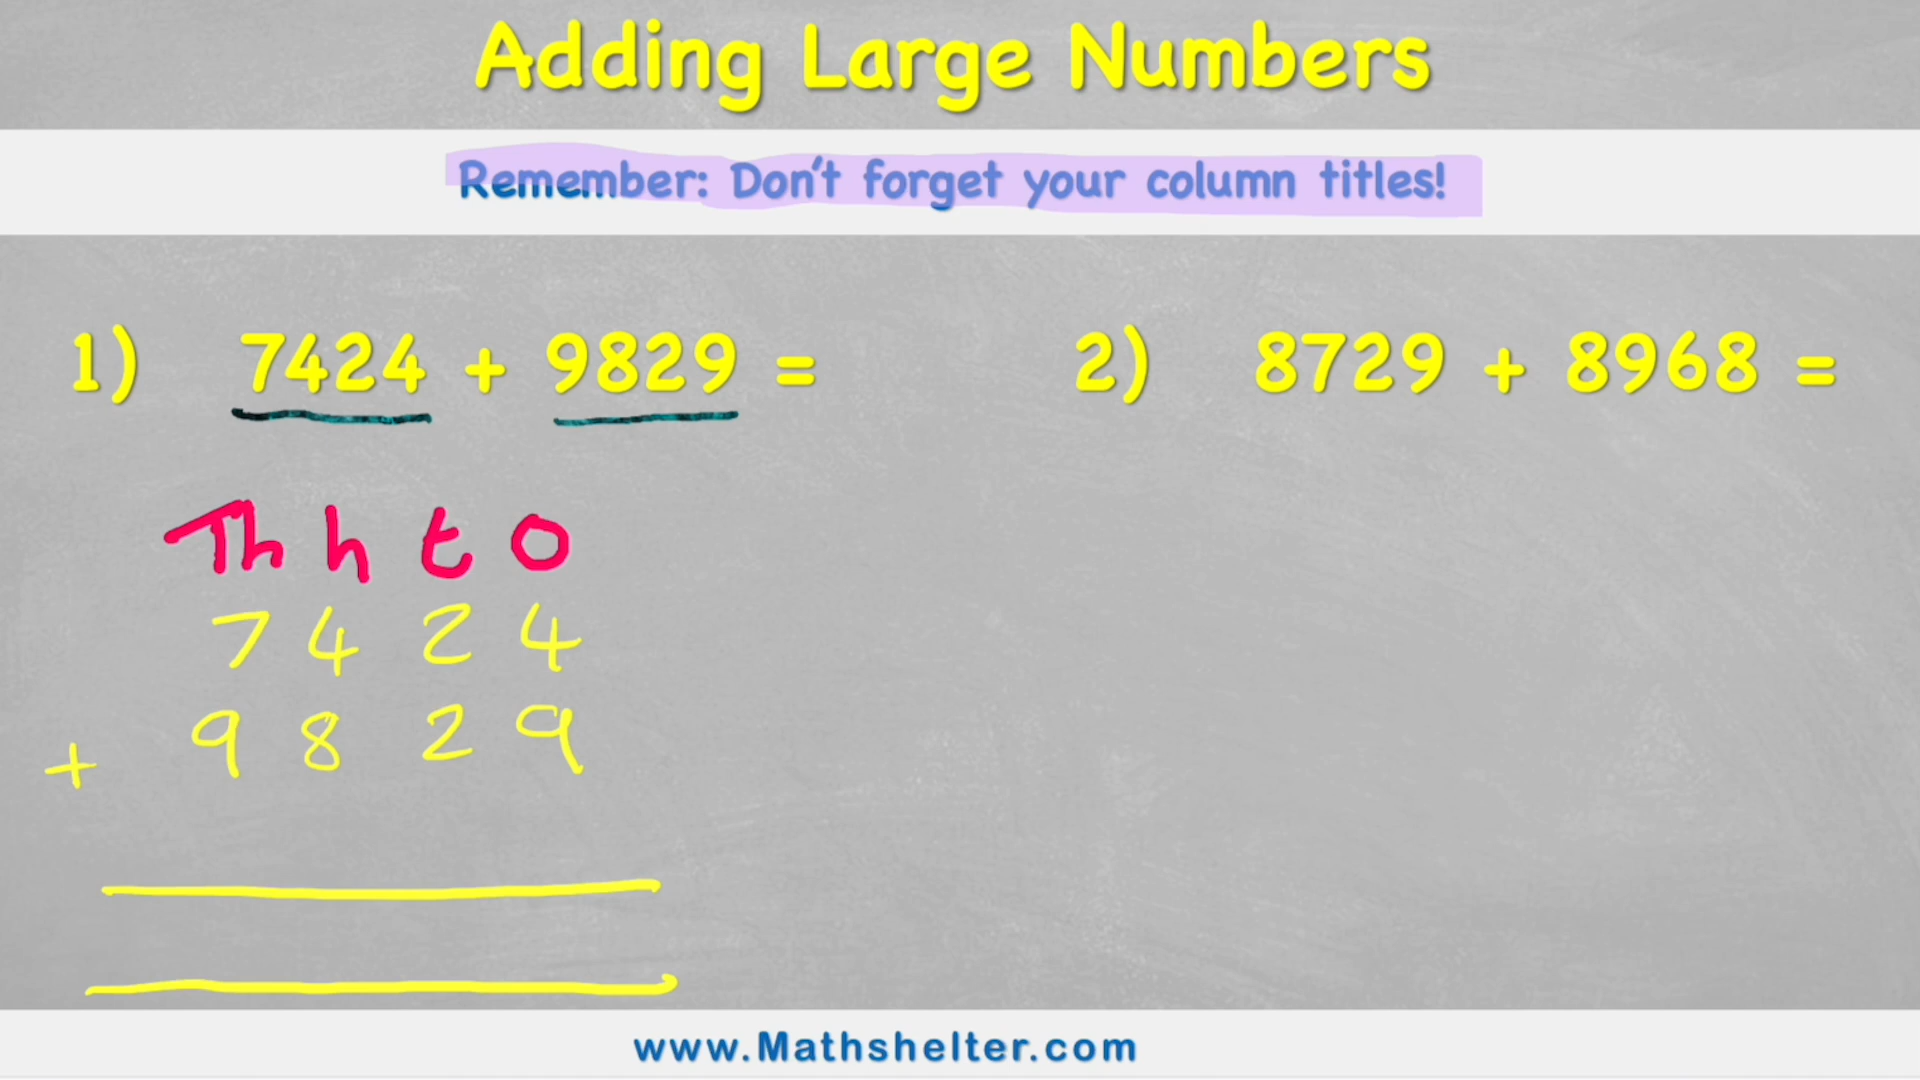 Adding Large Numbers
Remember: Don't forget your column titles!
1) 7424 + 9829 =
2) 8729 + 8968 =
Th h t O
7 4 2 4
+ 9 8 2 9
www.Mathshelter.com